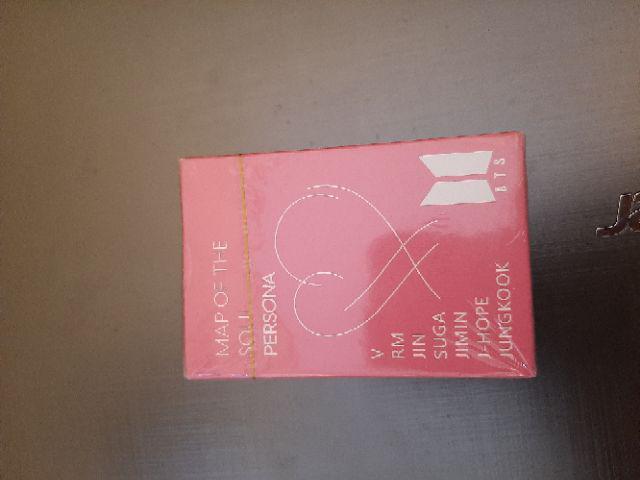 MAP OF THE
SOUL
PERSONA
V
RM
JIN
SUGA
JIMIN
J-HOPE
JUNGKOOK
BTS